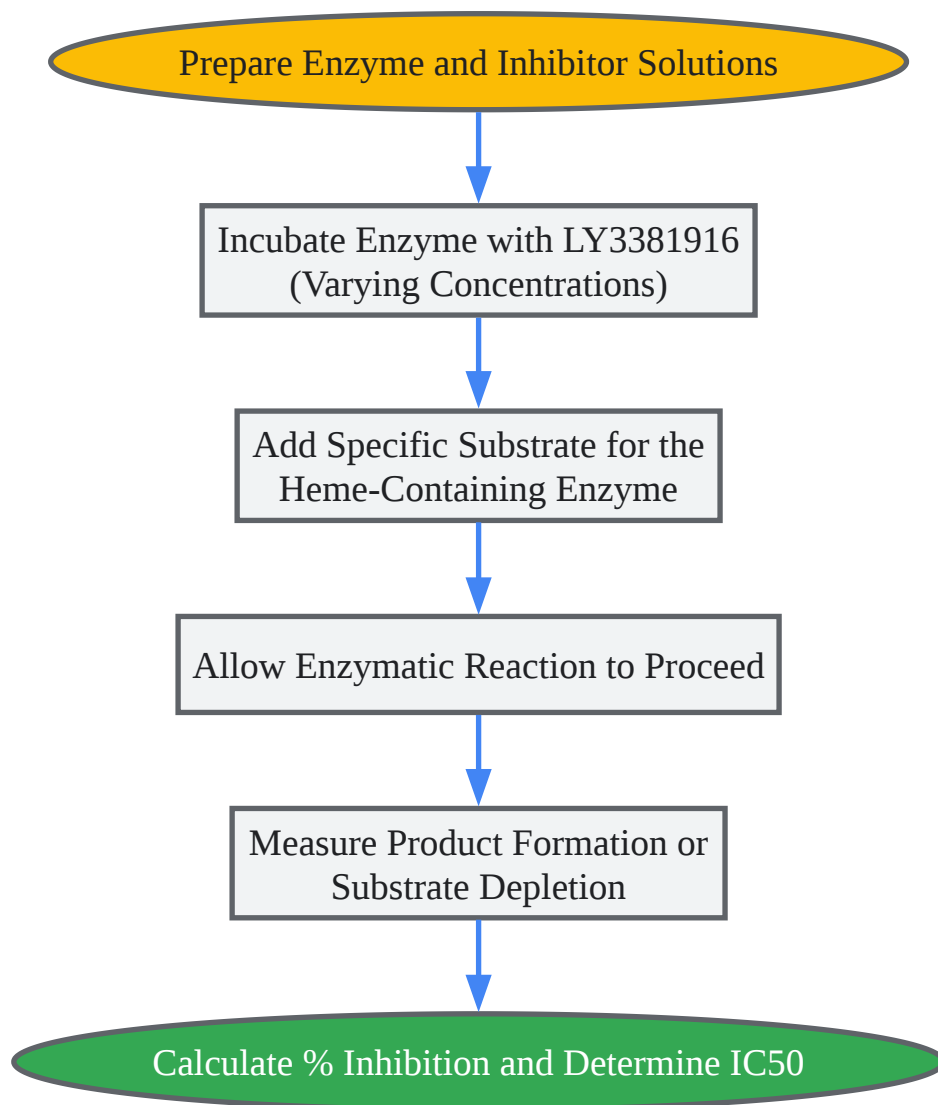 Prepare Enzyme and Inhibitor Solutions
Incubate Enzyme with LY3381916
(Varying Concentrations)
Add Specific Substrate for the
Heme-Containing Enzyme
Allow Enzymatic Reaction to Proceed
Measure Product Formation or
Substrate Depletion
Calculate % Inhibition and Determine IC50